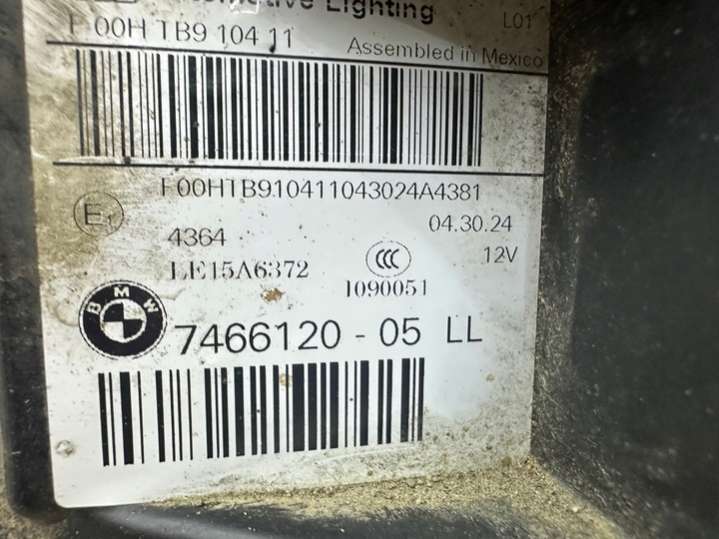 Lighting
L01
F 00H TB9 104 11
Assembled in Mexico
F00HTB910411043024A4381
E1
04.30.24
4364
12V
CCC
LE15A6372
1090051
BMW
7466120 - 05 LL